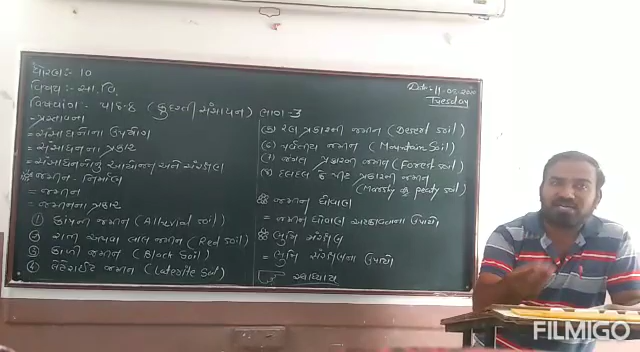 ધોરણ:- 10
વિષય:- સા.વિ.
વિષયાંગ:- પાઠ-8 (કુદરતી સંસાધન) ભાગ-3
પ્રસ્તાવના
= સંસાધનોના ઉપયોગ
= સંસાધનના પ્રકાર
= સંસાધનોનું આયોજન અને સંરક્ષણ
જમીન-નિર્માણ
= જમીન
= જમીનના પ્રકાર
① કાંપની જમીન (Alluvial soil)
② રાતી અથવા લાલ જમીન (Red soil)
③ કાળી જમીન (Black Soil)
④ લેટેરાઈટ જમીન (Laterite Soil)
Date:- 11-0
Tuesday
(5) રણ પ્રકારની જમીન (Desert soil)
(6) પર્વતીય જમીન (Mountain Soil)
(7) જંગલ પ્રકારની જમીન (Forest soil)
(8) દલદલ કે પીટ પ્રકારની જમીન
(Marshy or peaty soil)
જમીન ધોવાણ
= જમીન ધોવાણ અટકાવવાના ઉપાયો
ભૂમિ સંરક્ષણ
= ભૂમિ સંરક્ષણના ઉપાયો
સ્વાધ્યાય
FILMIGO